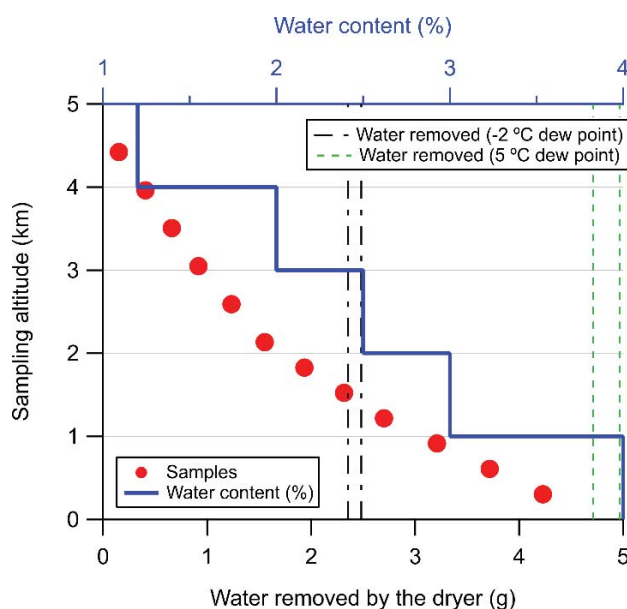 Water content (%)
1 2 3 4
5
4
3
2
1
0
Sampling altitude (km)
Water removed (-2 ºC dew point)
Water removed (5 ºC dew point)
Samples
Water content (%)
0 1 2 3 4 5
Water removed by the dryer (g)